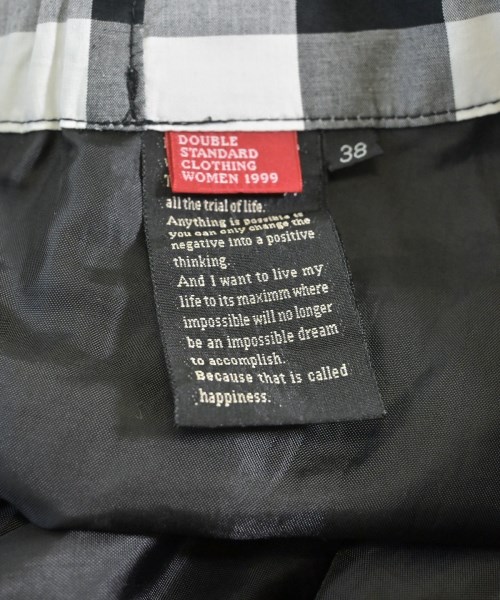 DOUBLE
STANDARD
CLOTHING
WOMEN 1999
38
all the trial of life.
Anything is possible is
you can only change the
negative into a positive
thinking.
And I want to live my
life to its maximm where
impossible will no longer
be an impossible dream
to accomplish.
Because that is called
happiness.